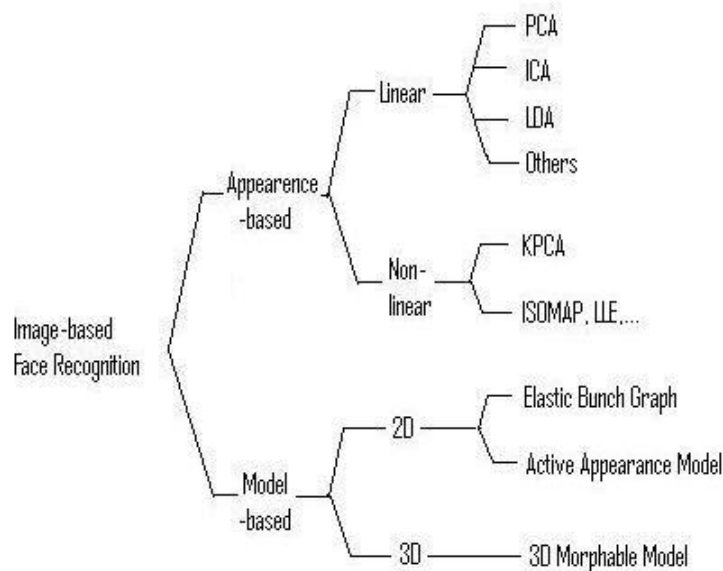 PCA
ICA
Linear
LDA
Others
Appearence
-based
KPCA
Non-
linear
ISOMAP, LLE,...
Image-based
Face Recognition
Elastic Bunch Graph
2D
Active Appearance Model
Model
-based
3D
3D Morphable Model